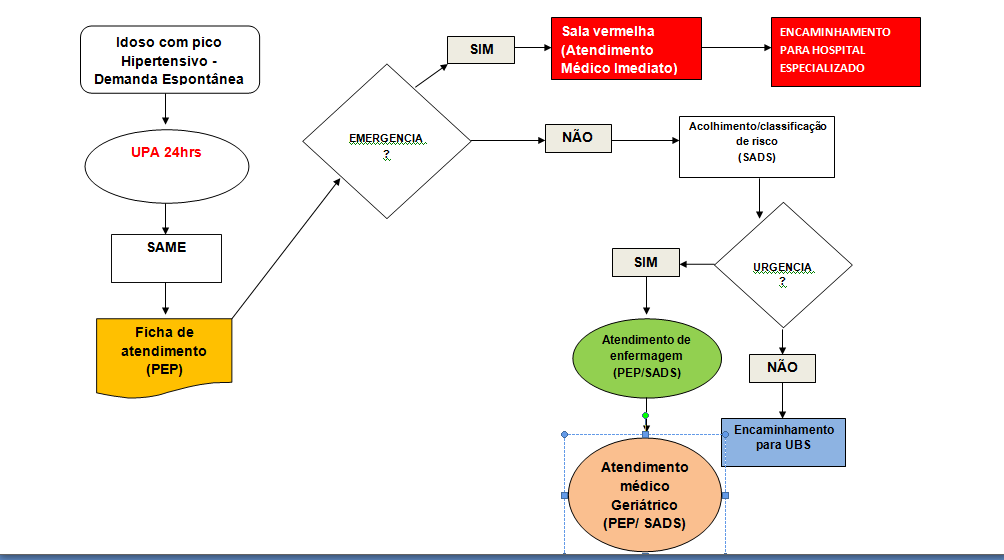 Idoso com pico
Hipertensivo -
Demanda Espontânea
UPA 24hrs
SAME
Ficha de
atendimento
(PEP)
EMERGENCIA
?
SIM
Sala vermelha
(Atendimento
Médico Imediato)
ENCAMINHAMENTO
PARA HOSPITAL
ESPECIALIZADO
NÃO
Acolhimento/classificação
de risco
(SADS)
URGENCIA
?
SIM
Atendimento de
enfermagem
(PEP/SADS)
Atendimento
médico
Geriátrico
(PEP/ SADS)
NÃO
Encaminhamento
para UBS